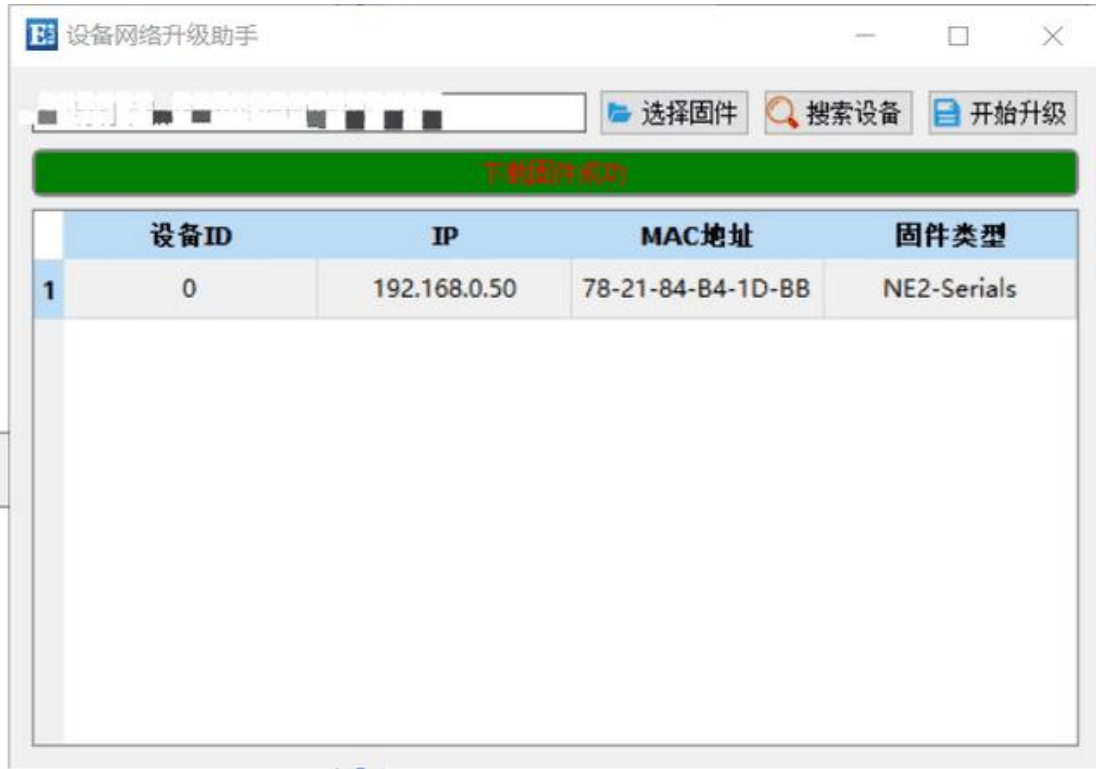 设备网络升级助手
选择固件 搜索设备 开始升级
下载固件成功
设备ID IP MAC地址 固件类型
1 0 192.168.0.50 78-21-84-B4-1D-BB NE2-Serials